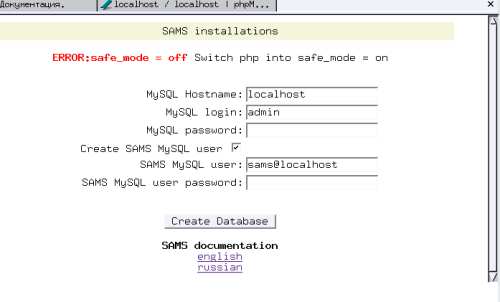 Документация.
localhost / localhost | phpM...
SAMS installations
ERROR:safe_mode = off Switch php into safe_mode = on
MySQL Hostname: localhost
MySQL login: admin
MySQL password:
Create SAMS MySQL user
SAMS MySQL user: sams@localhost
SAMS MySQL user password:
Create Database
SAMS documentation
english
russian